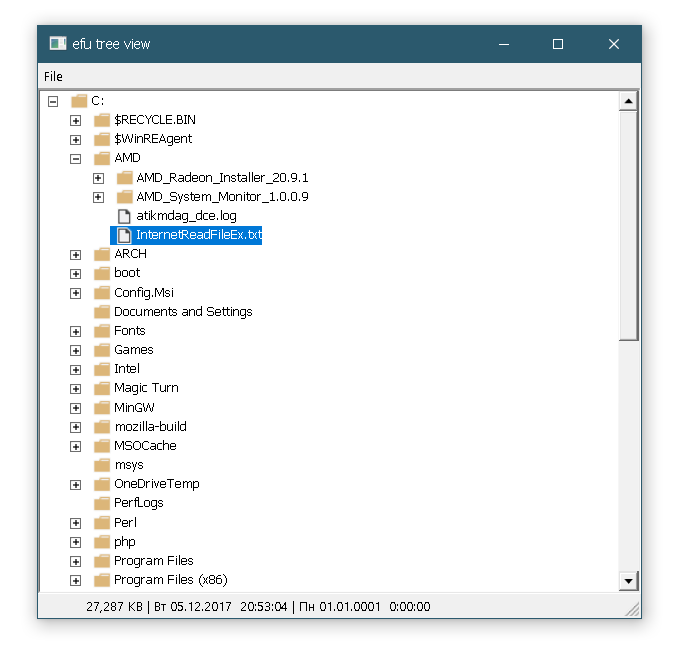 efu tree view
File
C:
$RECYCLE.BIN
$WinREAgent
AMD
AMD_Radeon_Installer_20.9.1
AMD_System_Monitor_1.0.0.9
atikmdag_dce.log
InternetReadFileEx.txt
ARCH
boot
Config.Msi
Documents and Settings
Fonts
Games
Intel
Magic Turn
MinGW
mozilla-build
MSOCache
msys
OneDriveTemp
PerfLogs
Perl
php
Program Files
Program Files (x86)
27,287 KB | Вт 05.12.2017 20:53:04 | Пн 01.01.0001 0:00:00